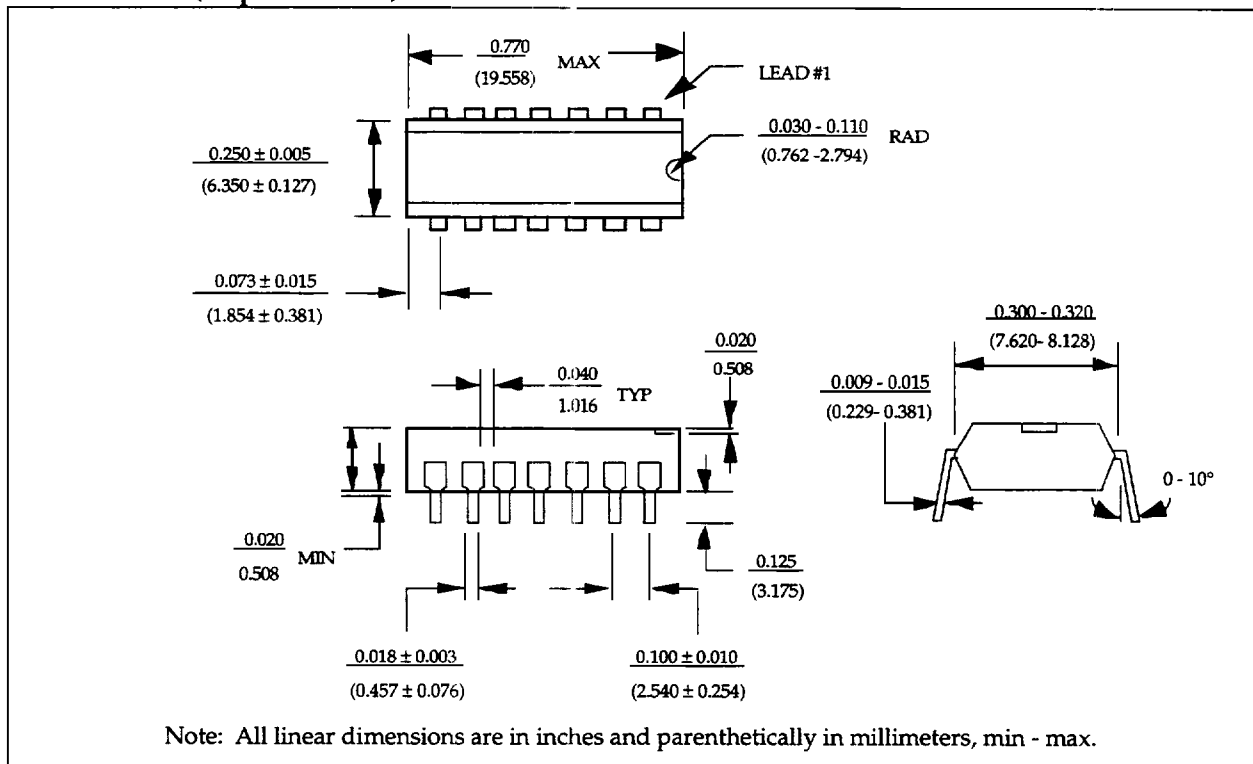 0.770
(19.558)
MAX
LEAD #1
0.030 - 0.110
(0.762 -2.794)
RAD
0.250 ± 0.005
(6.350 ± 0.127)
0.073 ± 0.015
(1.854 ± 0.381)
0.300 - 0.320
(7.620- 8.128)
0.020
0.508
0.040
1.016
TYP
0.009 - 0.015
(0.229- 0.381)
0 - 10°
0.020
0.508
MIN
0.125
(3.175)
0.018 ± 0.003
(0.457 ± 0.076)
0.100 ± 0.010
(2.540 ± 0.254)
Note: All linear dimensions are in inches and parenthetically in millimeters, min - max.